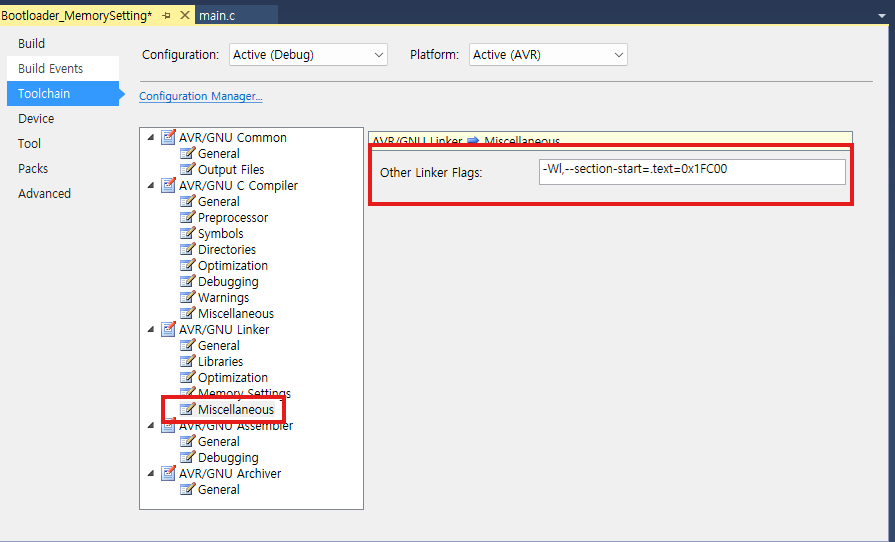 Bootloader_MemorySetting* main.c
Build
Build Events
Toolchain
Device
Tool
Packs
Advanced
Configuration: Active (Debug) Platform: Active (AVR)
Configuration Manager...
AVR/GNU Common
General
Output Files
AVR/GNU C Compiler
General
Preprocessor
Symbols
Directories
Optimization
Debugging
Warnings
Miscellaneous
AVR/GNU Linker
General
Libraries
Optimization
Memory Settings
Miscellaneous
AVR/GNU Assembler
General
Debugging
AVR/GNU Archiver
General
AVR/GNU Linker Miscellaneous
Other Linker Flags: -Wl,--section-start=.text=0x1FC00